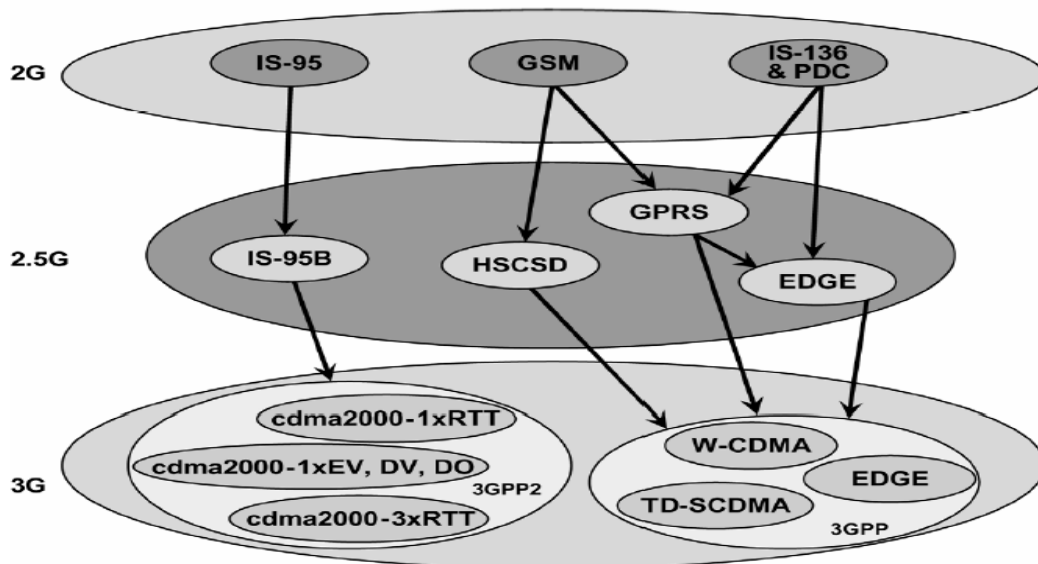 2G
IS-95
GSM
IS-136
& PDC
2.5G
GPRS
IS-95B
HSCSD
EDGE
3G
cdma2000-1xRTT
cdma2000-1xEV, DV, DO
3GPP2
cdma2000-3xRTT
W-CDMA
EDGE
TD-SCDMA
3GPP